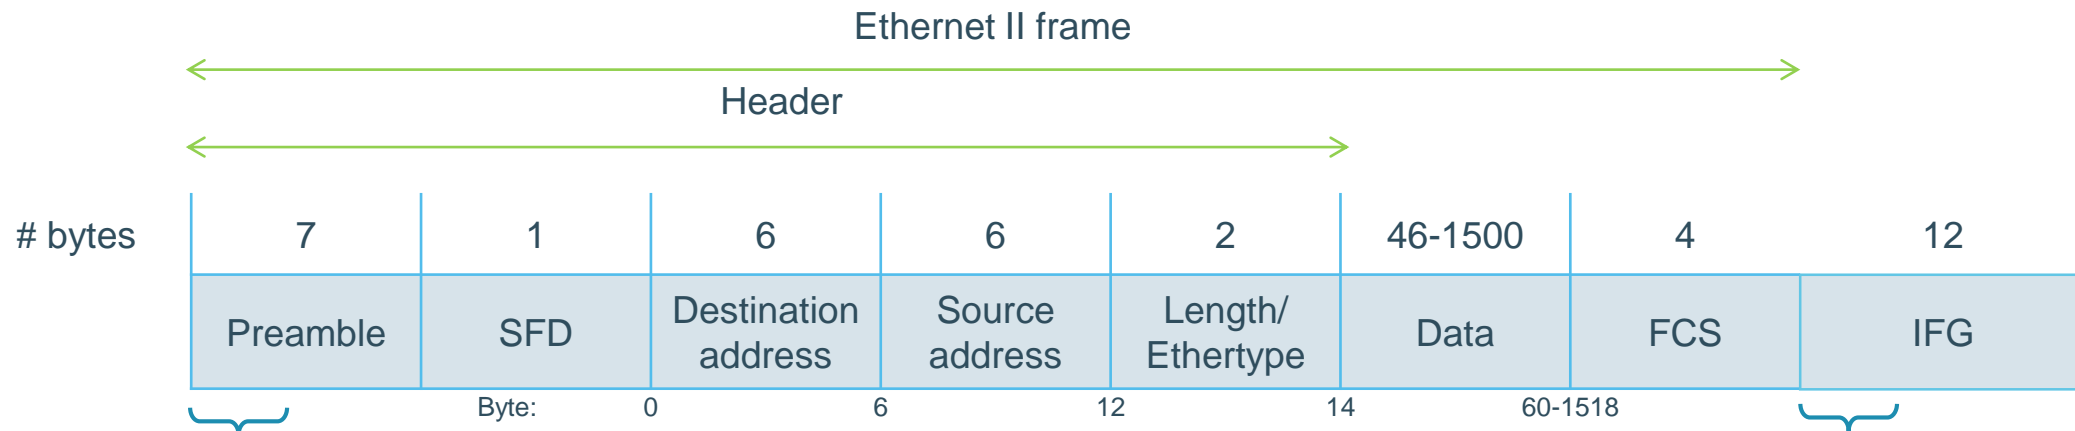 Ethernet II frame
Header
# bytes 7 1 6 6 2 46-1500 4 12
Preamble SFD Destination address Source address Length/ Ethertype Data FCS IFG
Byte: 0 6 12 14 60-1518